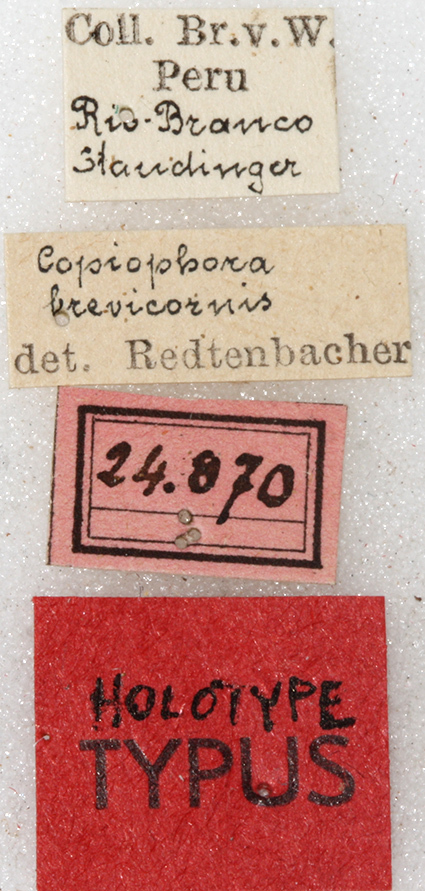 Coll. Br.v.W.
Peru
Rio-Branco
Staudinger
Copiophora
brevicornis
det. Redtenbacher
24.870
HOLOTYPE
TYPUS